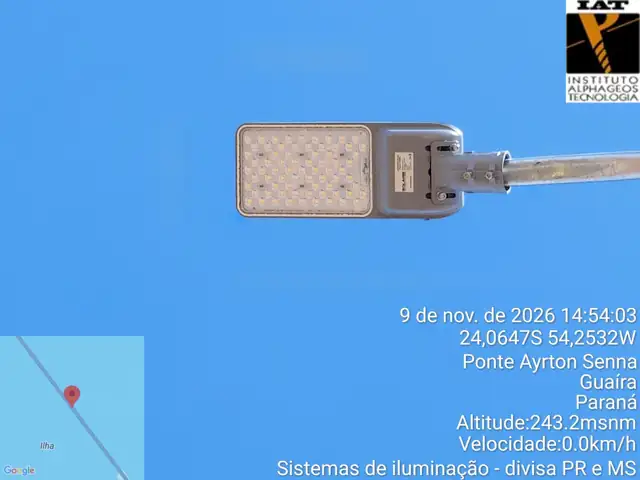 IAT
INSTITUTO
ALPHAGEOS
TECNOLOGIA
9 de nov. de 2026 14:54:03
24,0647S 54,2532W
Ponte Ayrton Senna
Guaíra
Paraná
Altitude:243.2msnm
Velocidade:0.0km/h
Sistemas de iluminação - divisa PR e MS
Ilha
Google